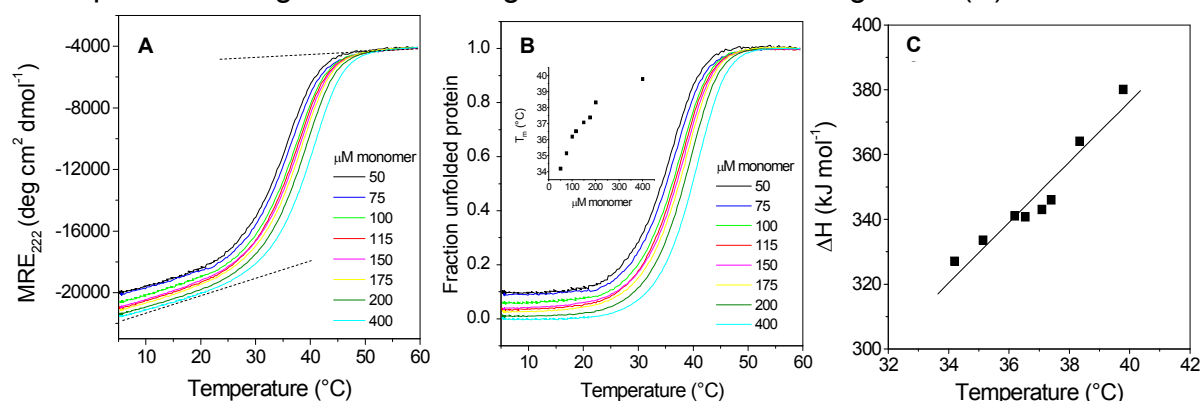 A
MRE222 (deg cm2 dmol-1)
-4000
-8000
-12000
-16000
-20000
μM monomer
50
75
100
115
150
175
200
400
10 20 30 40 50 60
Temperature (°C)
B
Fraction unfolded protein
1.0
0.8
0.6
0.4
0.2
0.0
Tm (°C)
40
39
38
37
36
35
34
0 100 200 300 400
μM monomer
μM monomer
50
75
100
115
150
175
200
400
10 20 30 40 50 60
Temperature (°C)
C
ΔH (kJ mol-1)
400
380
360
340
320
300
32 34 36 38 40 42
Temperature (°C)